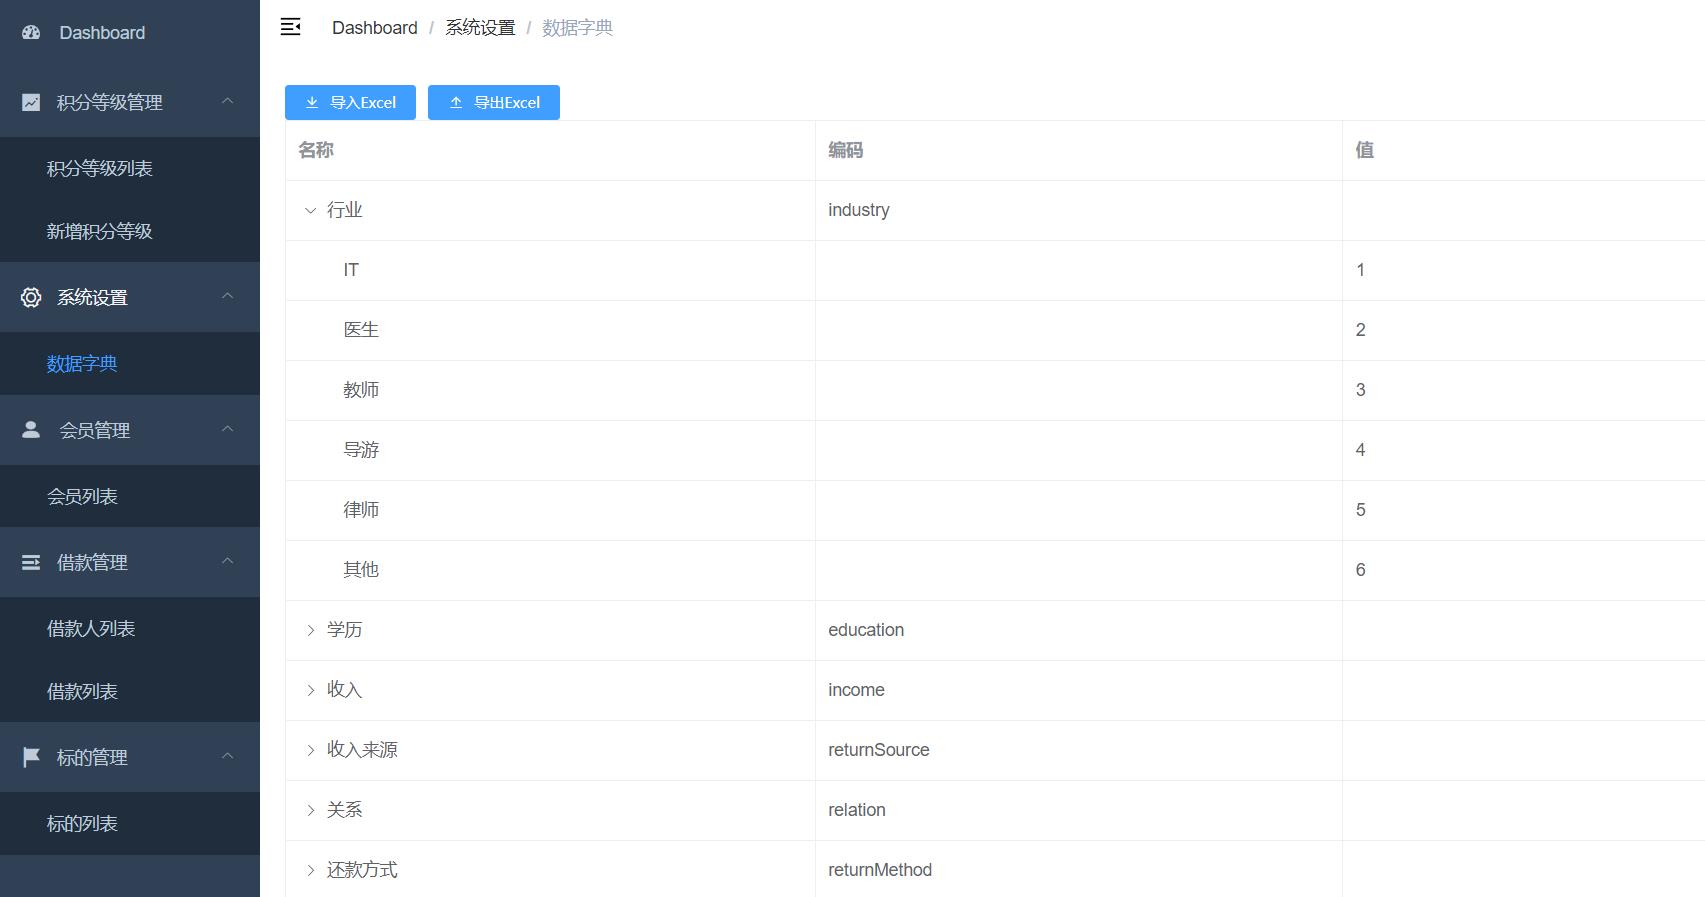 Dashboard
积分等级管理
积分等级列表
新增积分等级
系统设置
数据字典
会员管理
会员列表
借款管理
借款人列表
借款列表
标的管理
标的列表
Dashboard / 系统设置 / 数据字典
导入Excel 导出Excel
名称 编码 值
行业 industry
IT 1
医生 2
教师 3
导游 4
律师 5
其他 6
学历 education
收入 income
收入来源 returnSource
关系 relation
还款方式 returnMethod